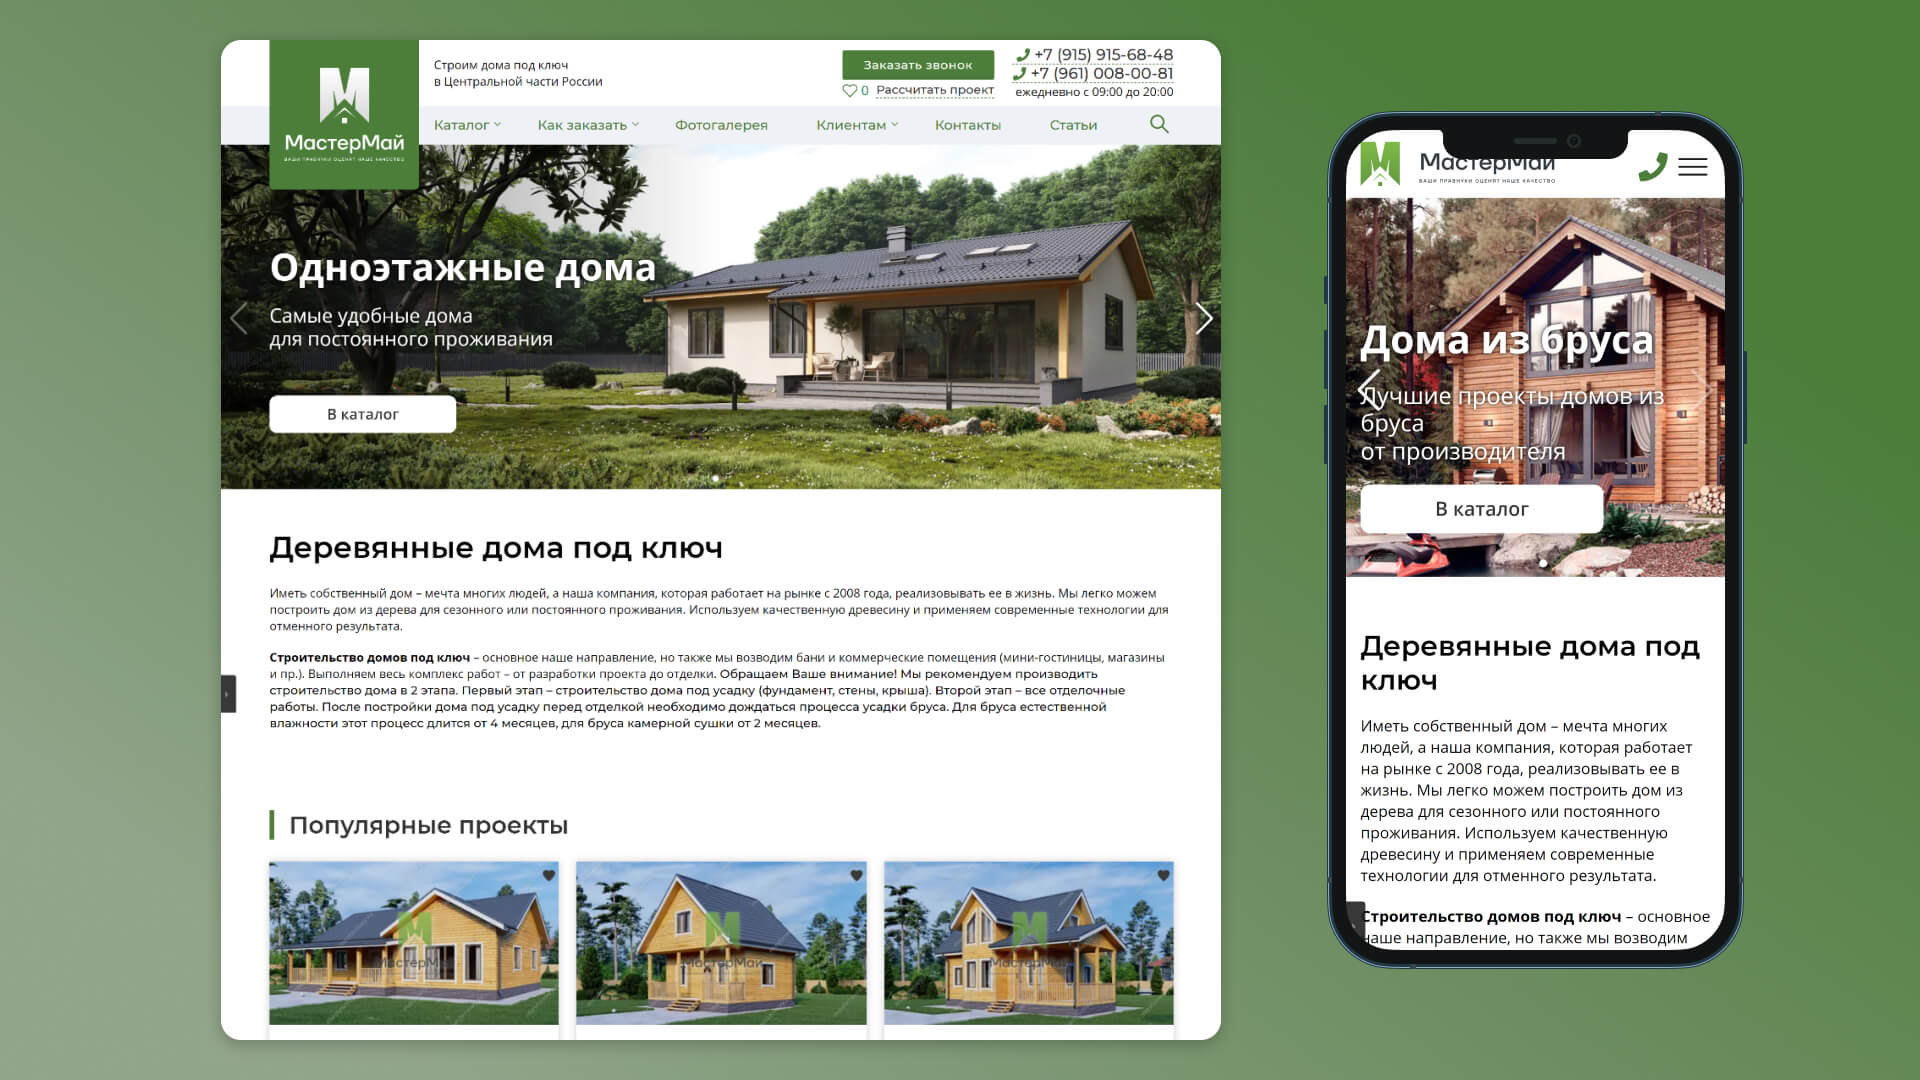 МастерМай
ВАШИ ПРАВНУКИ ОЦЕНЯТ НАШЕ КАЧЕСТВО
Строим дома под ключ
в Центральной части России
Заказать звонок
0 Рассчитать проект
+7 (915) 915-68-48
+7 (961) 008-00-81
ежедневно с 09:00 до 20:00
Каталог Как заказать Фотогалерея Клиентам Контакты Статьи
Одноэтажные дома
Самые удобные дома
для постоянного проживания
В каталог
Деревянные дома под ключ
Иметь собственный дом – мечта многих людей, а наша компания, которая работает на рынке с 2008 года, реализовывать ее в жизнь. Мы легко можем
построить дом из дерева для сезонного или постоянного проживания. Используем качественную древесину и применяем современные технологии для
отменного результата.
Строительство домов под ключ – основное наше направление, но также мы возводим бани и коммерческие помещения (мини-гостиницы, магазины
и пр.). Выполняем весь комплекс работ – от разработки проекта до отделки. Обращаем Ваше внимание! Мы рекомендуем производить
строительство дома в 2 этапа. Первый этап – строительство дома под усадку (фундамент, стены, крыша). Второй этап – все отделочные
работы. После постройки дома под усадку перед отделкой необходимо дождаться процесса усадки бруса. Для бруса естественной
влажности этот процесс длится от 4 месяцев, для бруса камерной сушки от 2 месяцев.
Популярные проекты
МастерМай
МастерМай
МастерМай
МастерМай
ВАШИ ПРАВНУКИ ОЦЕНЯТ НАШЕ КАЧЕСТВО
Дома из бруса
Лучшие проекты домов из
бруса
от производителя
В каталог
Деревянные дома под
ключ
Иметь собственный дом – мечта многих
людей, а наша компания, которая работает
на рынке с 2008 года, реализовывать ее в
жизнь. Мы легко можем построить дом из
дерева для сезонного или постоянного
проживания. Используем качественную
древесину и применяем современные
технологии для отменного результата.
Строительство домов под ключ – основное
наше направление, но также мы возводим